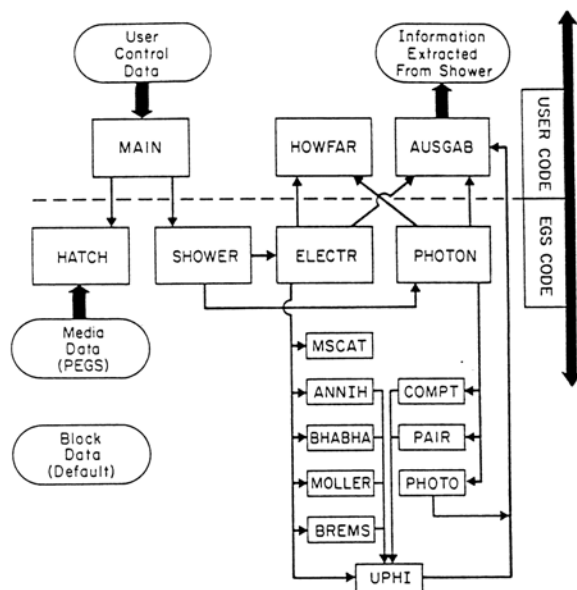 User
Control
Data
Information
Extracted
From Shower
MAIN
HOWFAR
AUSGAB
USER CODE
HATCH
SHOWER
ELECTR
PHOTON
EGS CODE
Media
Data
(PEGS)
MSCAT
ANNIH
COMPT
Block
Data
(Default)
BHABHA
PAIR
MOLLER
PHOTO
BREMS
UPHI